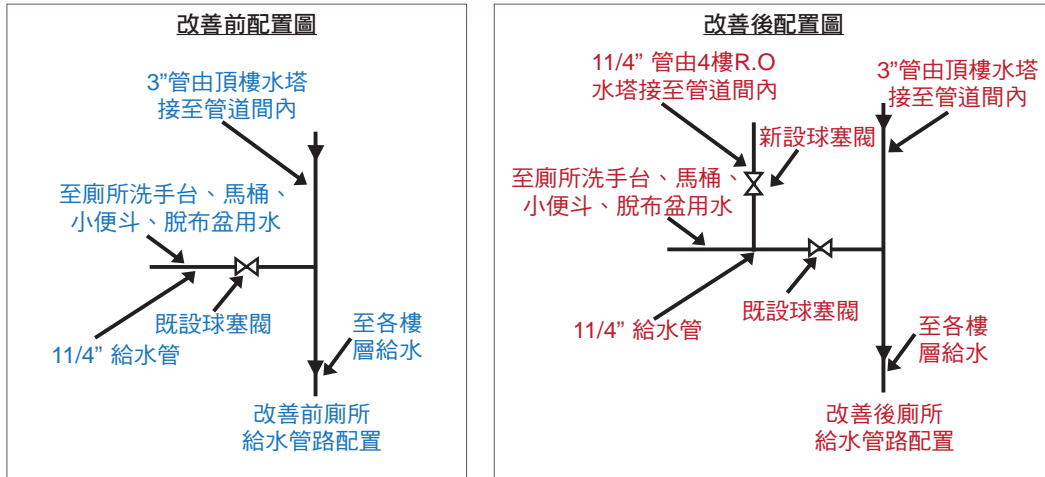 改善前配置圖
3”管由頂樓水塔
接至管道間內
至廁所洗手台、馬桶、
小便斗、脫布盆用水
既設球塞閥
11/4” 給水管
至各樓
層給水
改善前廁所
給水管路配置
改善後配置圖
11/4” 管由4樓R.O
水塔接至管道間內
3”管由頂樓水塔
接至管道間內
新設球塞閥
至廁所洗手台、馬桶、
小便斗、脫布盆用水
既設球塞閥
11/4” 給水管
至各樓
層給水
改善後廁所
給水管路配置